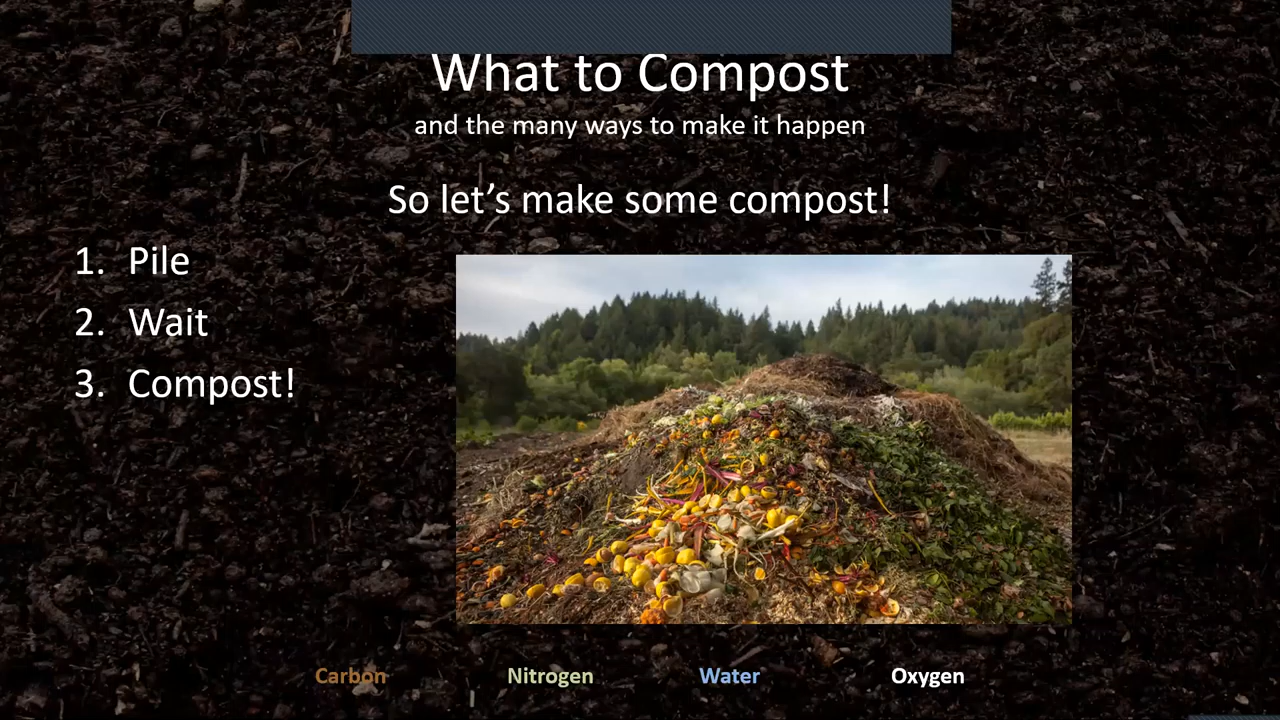 What to Compost
and the many ways to make it happen
So let’s make some compost!
1. Pile
2. Wait
3. Compost!
Carbon
Nitrogen
Water
Oxygen